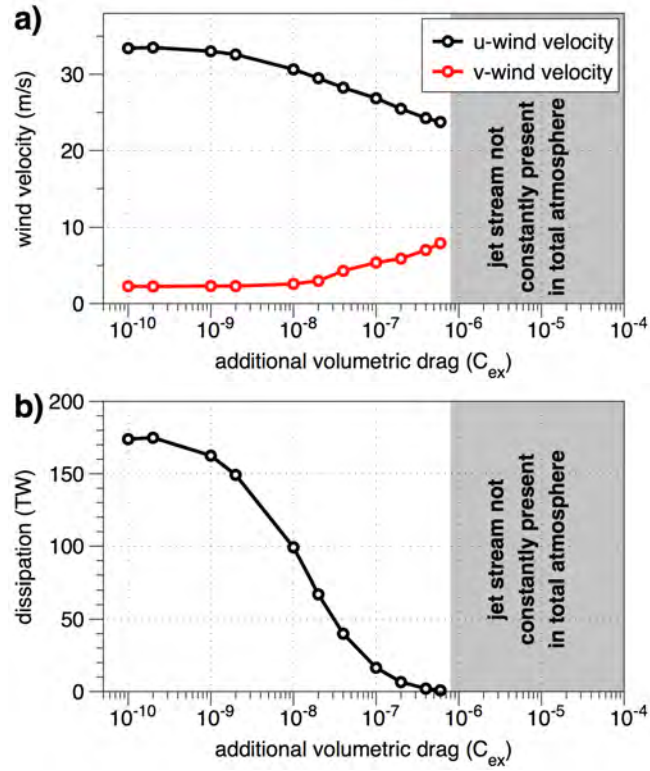 a)
wind velocity (m/s)
30
20
10
0
u-wind velocity
v-wind velocity
jet stream not
constantly present
in total atmosphere
10^-10
10^-9
10^-8
10^-7
10^-6
10^-5
10^-4
additional volumetric drag (C_ex)
b)
dissipation (TW)
200
150
100
50
0
jet stream not
constantly present
in total atmosphere
10^-10
10^-9
10^-8
10^-7
10^-6
10^-5
10^-4
additional volumetric drag (C_ex)